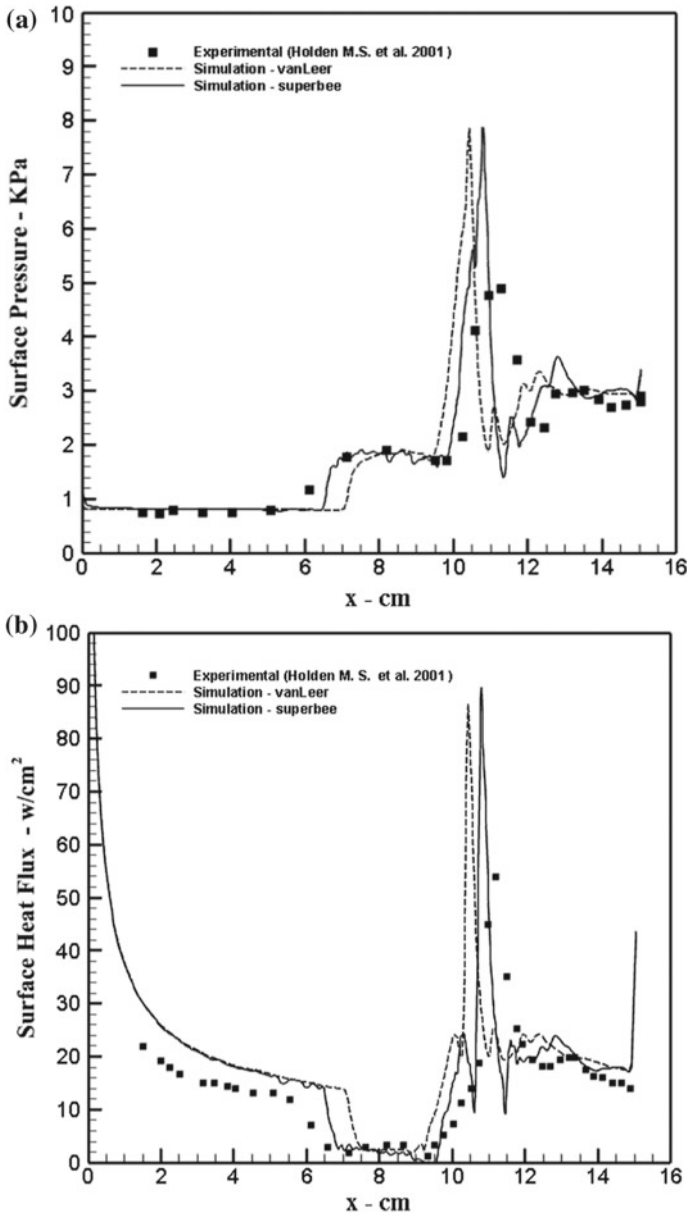 (a)
10
9
8
7
6
5
4
3
2
1
0
Surface Pressure - KPa
Experimental (Holden M.S. et al. 2001)
Simulation - vanLeer
Simulation - superbee
0 2 4 6 8 10 12 14 16
x - cm
(b)
100
90
80
70
60
50
40
30
20
10
0
Surface Heat Flux - w/cm²
Experimental (Holden M. S. et al. 2001)
Simulation - vanLeer
Simulation - superbee
0 2 4 6 8 10 12 14 16
x - cm